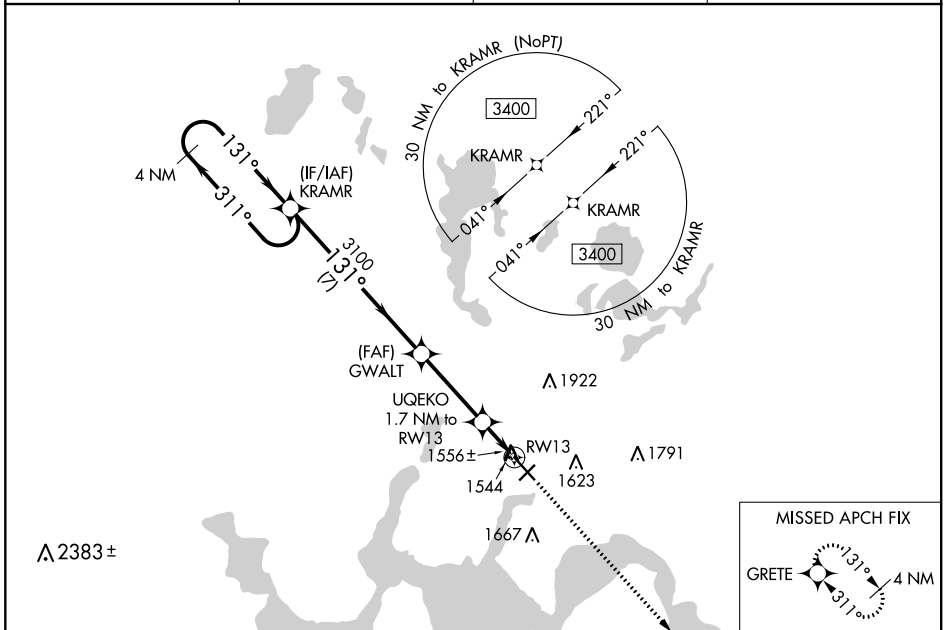 30 NM to KRAMR (NoPT)
3400
221°
KRAMR
041°
221°
KRAMR
041°
3400
30 NM to KRAMR
131°
4 NM
311°
(IF/IAF)
KRAMR
3100
131°
(7)
(FAF)
GWALT
1922
UQEKO
1.7 NM to
RW13
RW13
1556±
1544
1623
1791
1667
2383±
MISSED APCH FIX
GRETE
131°
4 NM
311°